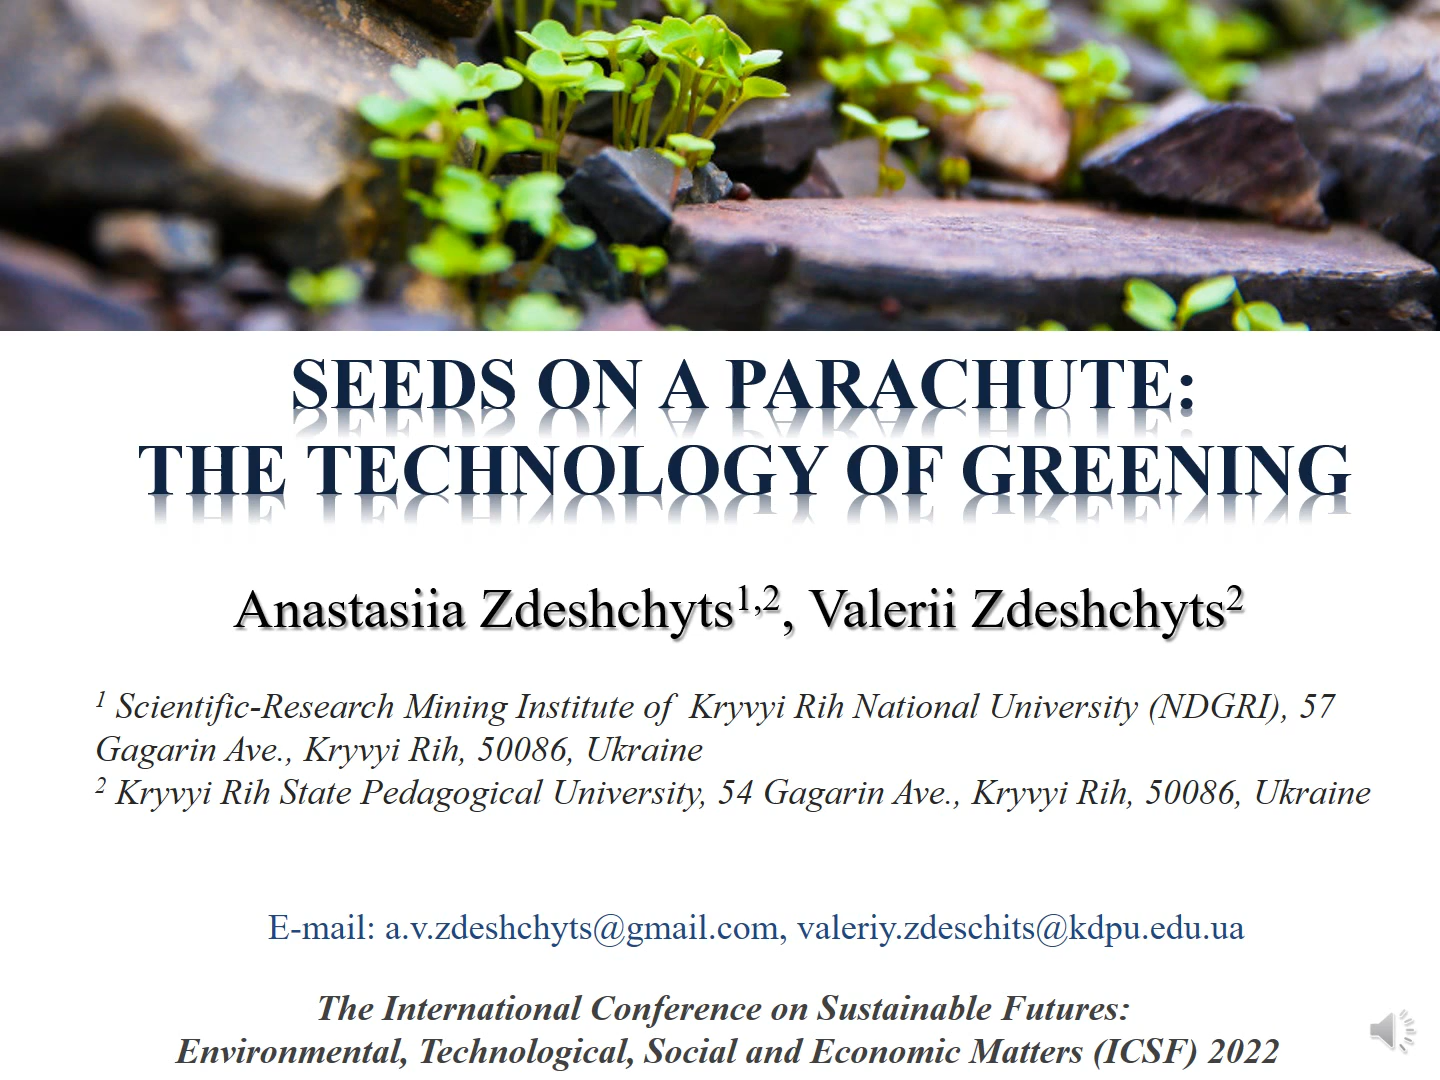 SEEDS ON A PARACHUTE:
THE TECHNOLOGY OF GREENING
Anastasiia Zdeshchyts1,2, Valerii Zdeshchyts2
1 Scientific-Research Mining Institute of Kryvyi Rih National University (NDGRI), 57
Gagarin Ave., Kryvyi Rih, 50086, Ukraine
2 Kryvyi Rih State Pedagogical University, 54 Gagarin Ave., Kryvyi Rih, 50086, Ukraine
E-mail: a.v.zdeshchyts@gmail.com, valeriy.zdeschits@kdpu.edu.ua
The International Conference on Sustainable Futures:
Environmental, Technological, Social and Economic Matters (ICSF) 2022